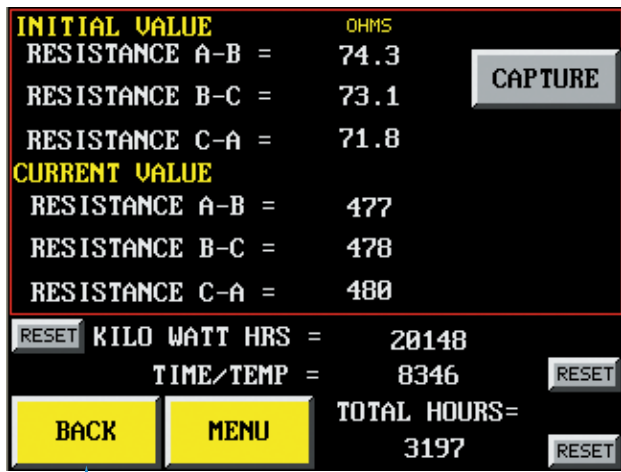 INITIAL VALUE OHMS
RESISTANCE A-B = 74.3
CAPTURE
RESISTANCE B-C = 73.1
RESISTANCE C-A = 71.8
CURRENT VALUE
RESISTANCE A-B = 477
RESISTANCE B-C = 478
RESISTANCE C-A = 480
RESET KILO WATT HRS = 20148
TIME/TEMP = 8346 RESET
BACK MENU TOTAL HOURS=
3197 RESET